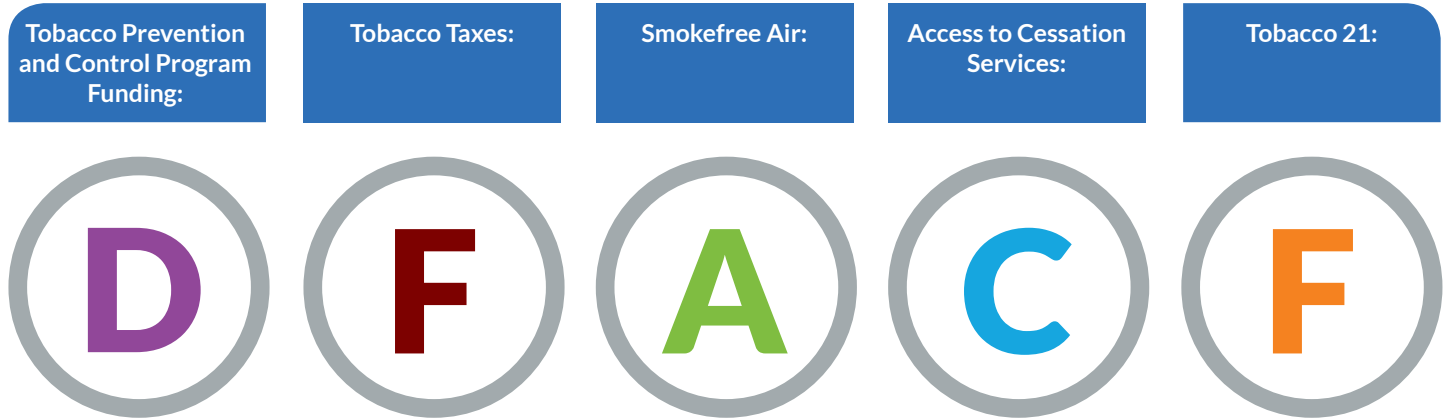 Tobacco Prevention
and Control Program
Funding:
Tobacco Taxes:
Smokefree Air:
Access to Cessation
Services:
Tobacco 21:
D
F
A
C
F